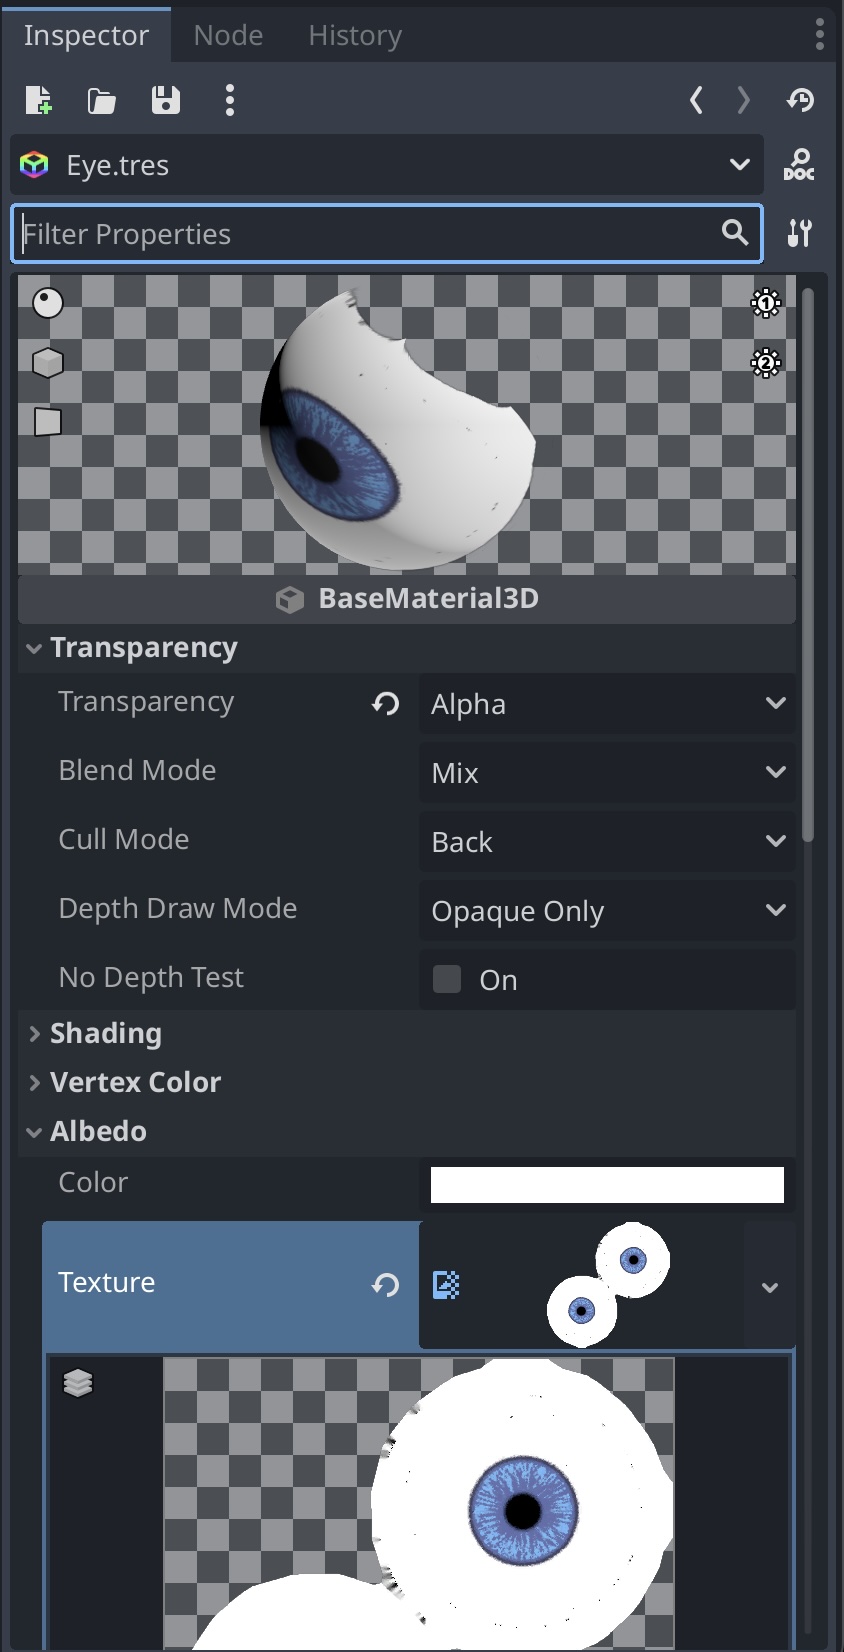 Inspector Node History
Eye.tres
DOC
Filter Properties
1
2
BaseMaterial3D
Transparency
Transparency Alpha
Blend Mode Mix
Cull Mode Back
Depth Draw Mode Opaque Only
No Depth Test On
Shading
Vertex Color
Albedo
Color
Texture